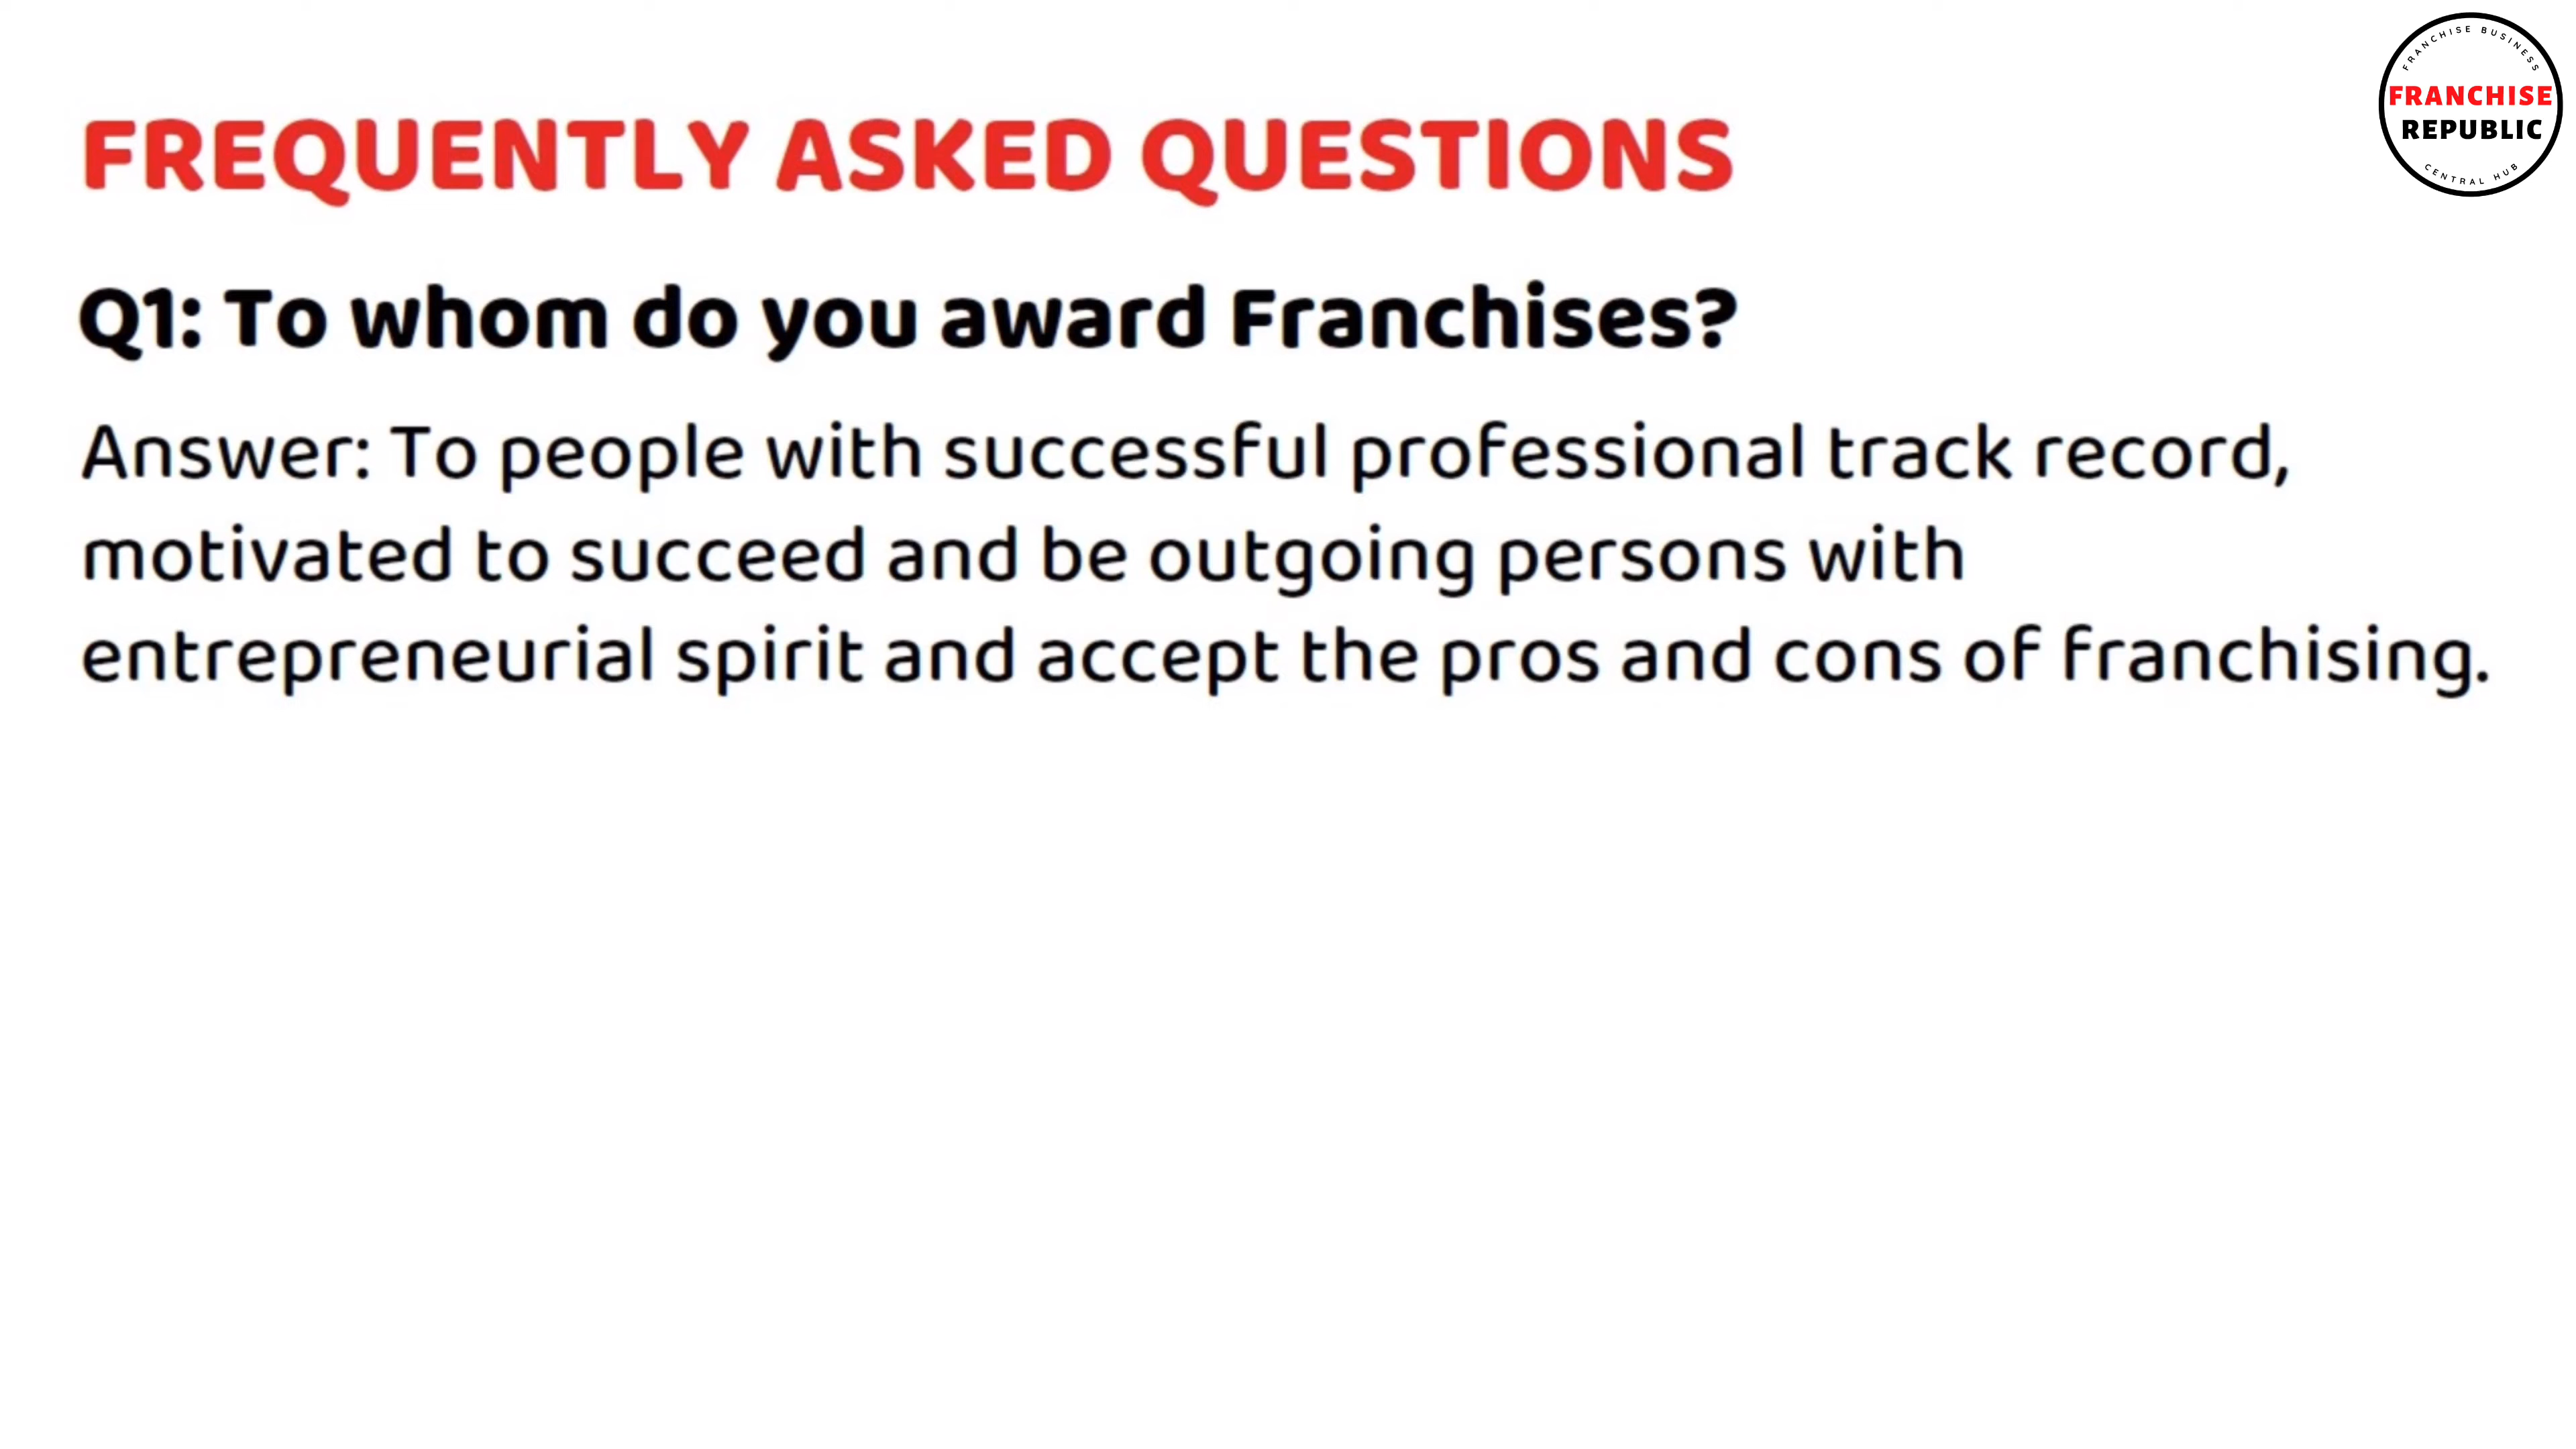 FRANCHISE BUSINESS
FRANCHISE
REPUBLIC
CENTRAL HUB
FREQUENTLY ASKED QUESTIONS
Q1: To whom do you award Franchises?
Answer: To people with successful professional track record,
motivated to succeed and be outgoing persons with
entrepreneurial spirit and accept the pros and cons of franchising.